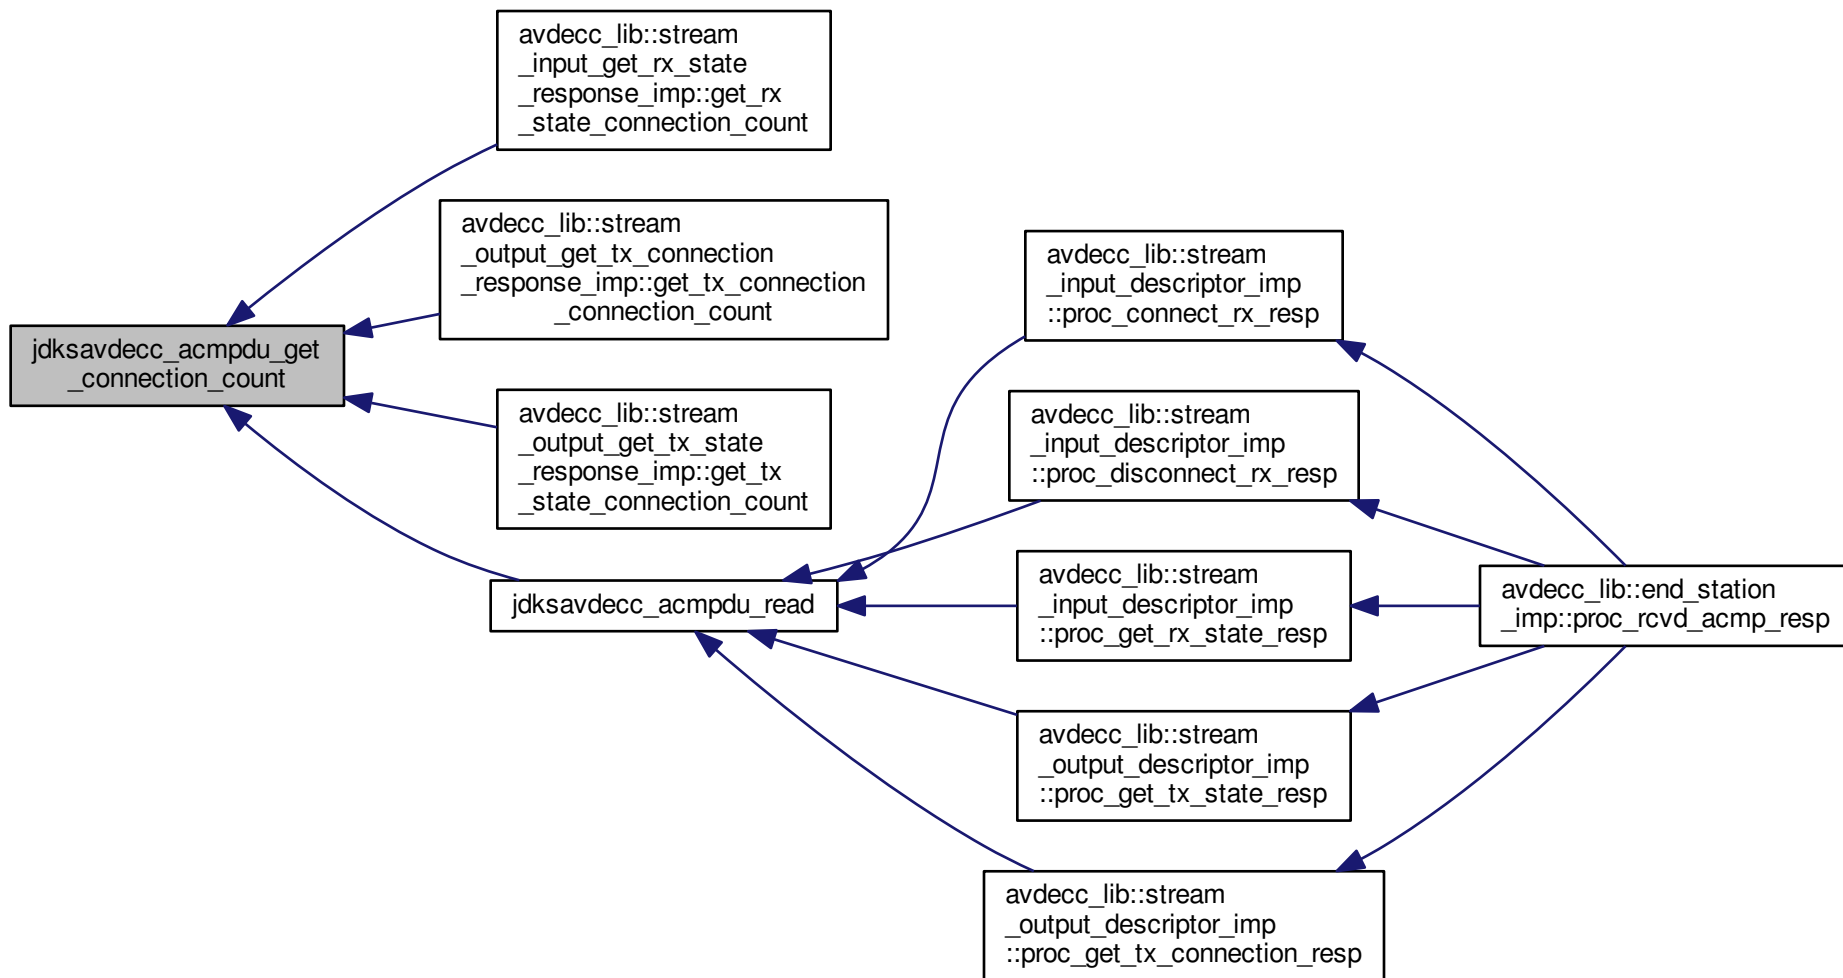 avdecc_lib::stream
_input_get_rx_state
_response_imp::get_rx
_state_connection_count
avdecc_lib::stream
_output_get_tx_connection
_response_imp::get_tx_connection
_connection_count
jdksavdecc_acmpdu_get
_connection_count
avdecc_lib::stream
_output_get_tx_state
_response_imp::get_tx
_state_connection_count
jdksavdecc_acmpdu_read
avdecc_lib::stream
_input_descriptor_imp
::proc_connect_rx_resp
avdecc_lib::stream
_input_descriptor_imp
::proc_disconnect_rx_resp
avdecc_lib::stream
_input_descriptor_imp
::proc_get_rx_state_resp
avdecc_lib::stream
_output_descriptor_imp
::proc_get_tx_state_resp
avdecc_lib::stream
_output_descriptor_imp
::proc_get_tx_connection_resp
avdecc_lib::end_station
_imp::proc_rcvd_acmp_resp